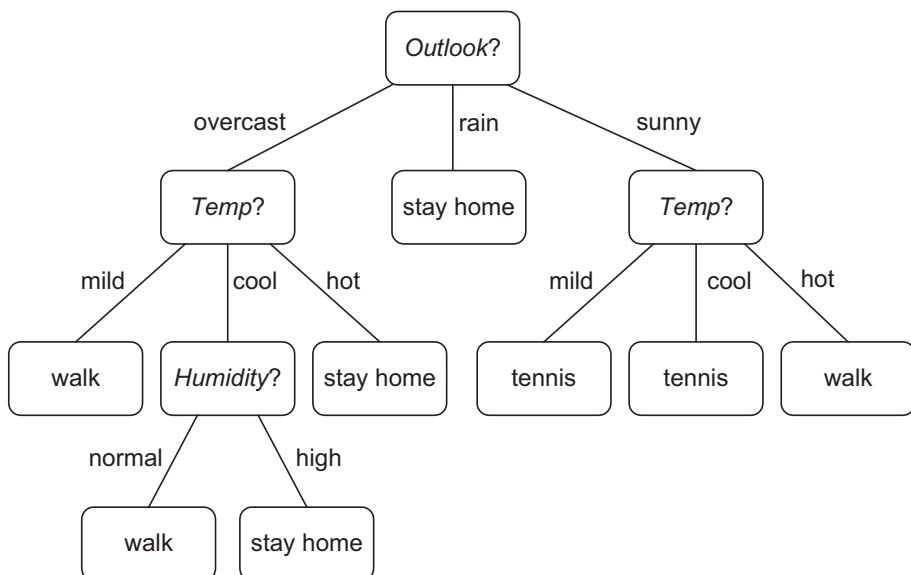 Outlook?
overcast
rain
sunny
Temp?
stay home
Temp?
mild
cool
hot
mild
cool
hot
walk
Humidity?
stay home
tennis
tennis
walk
normal
high
walk
stay home